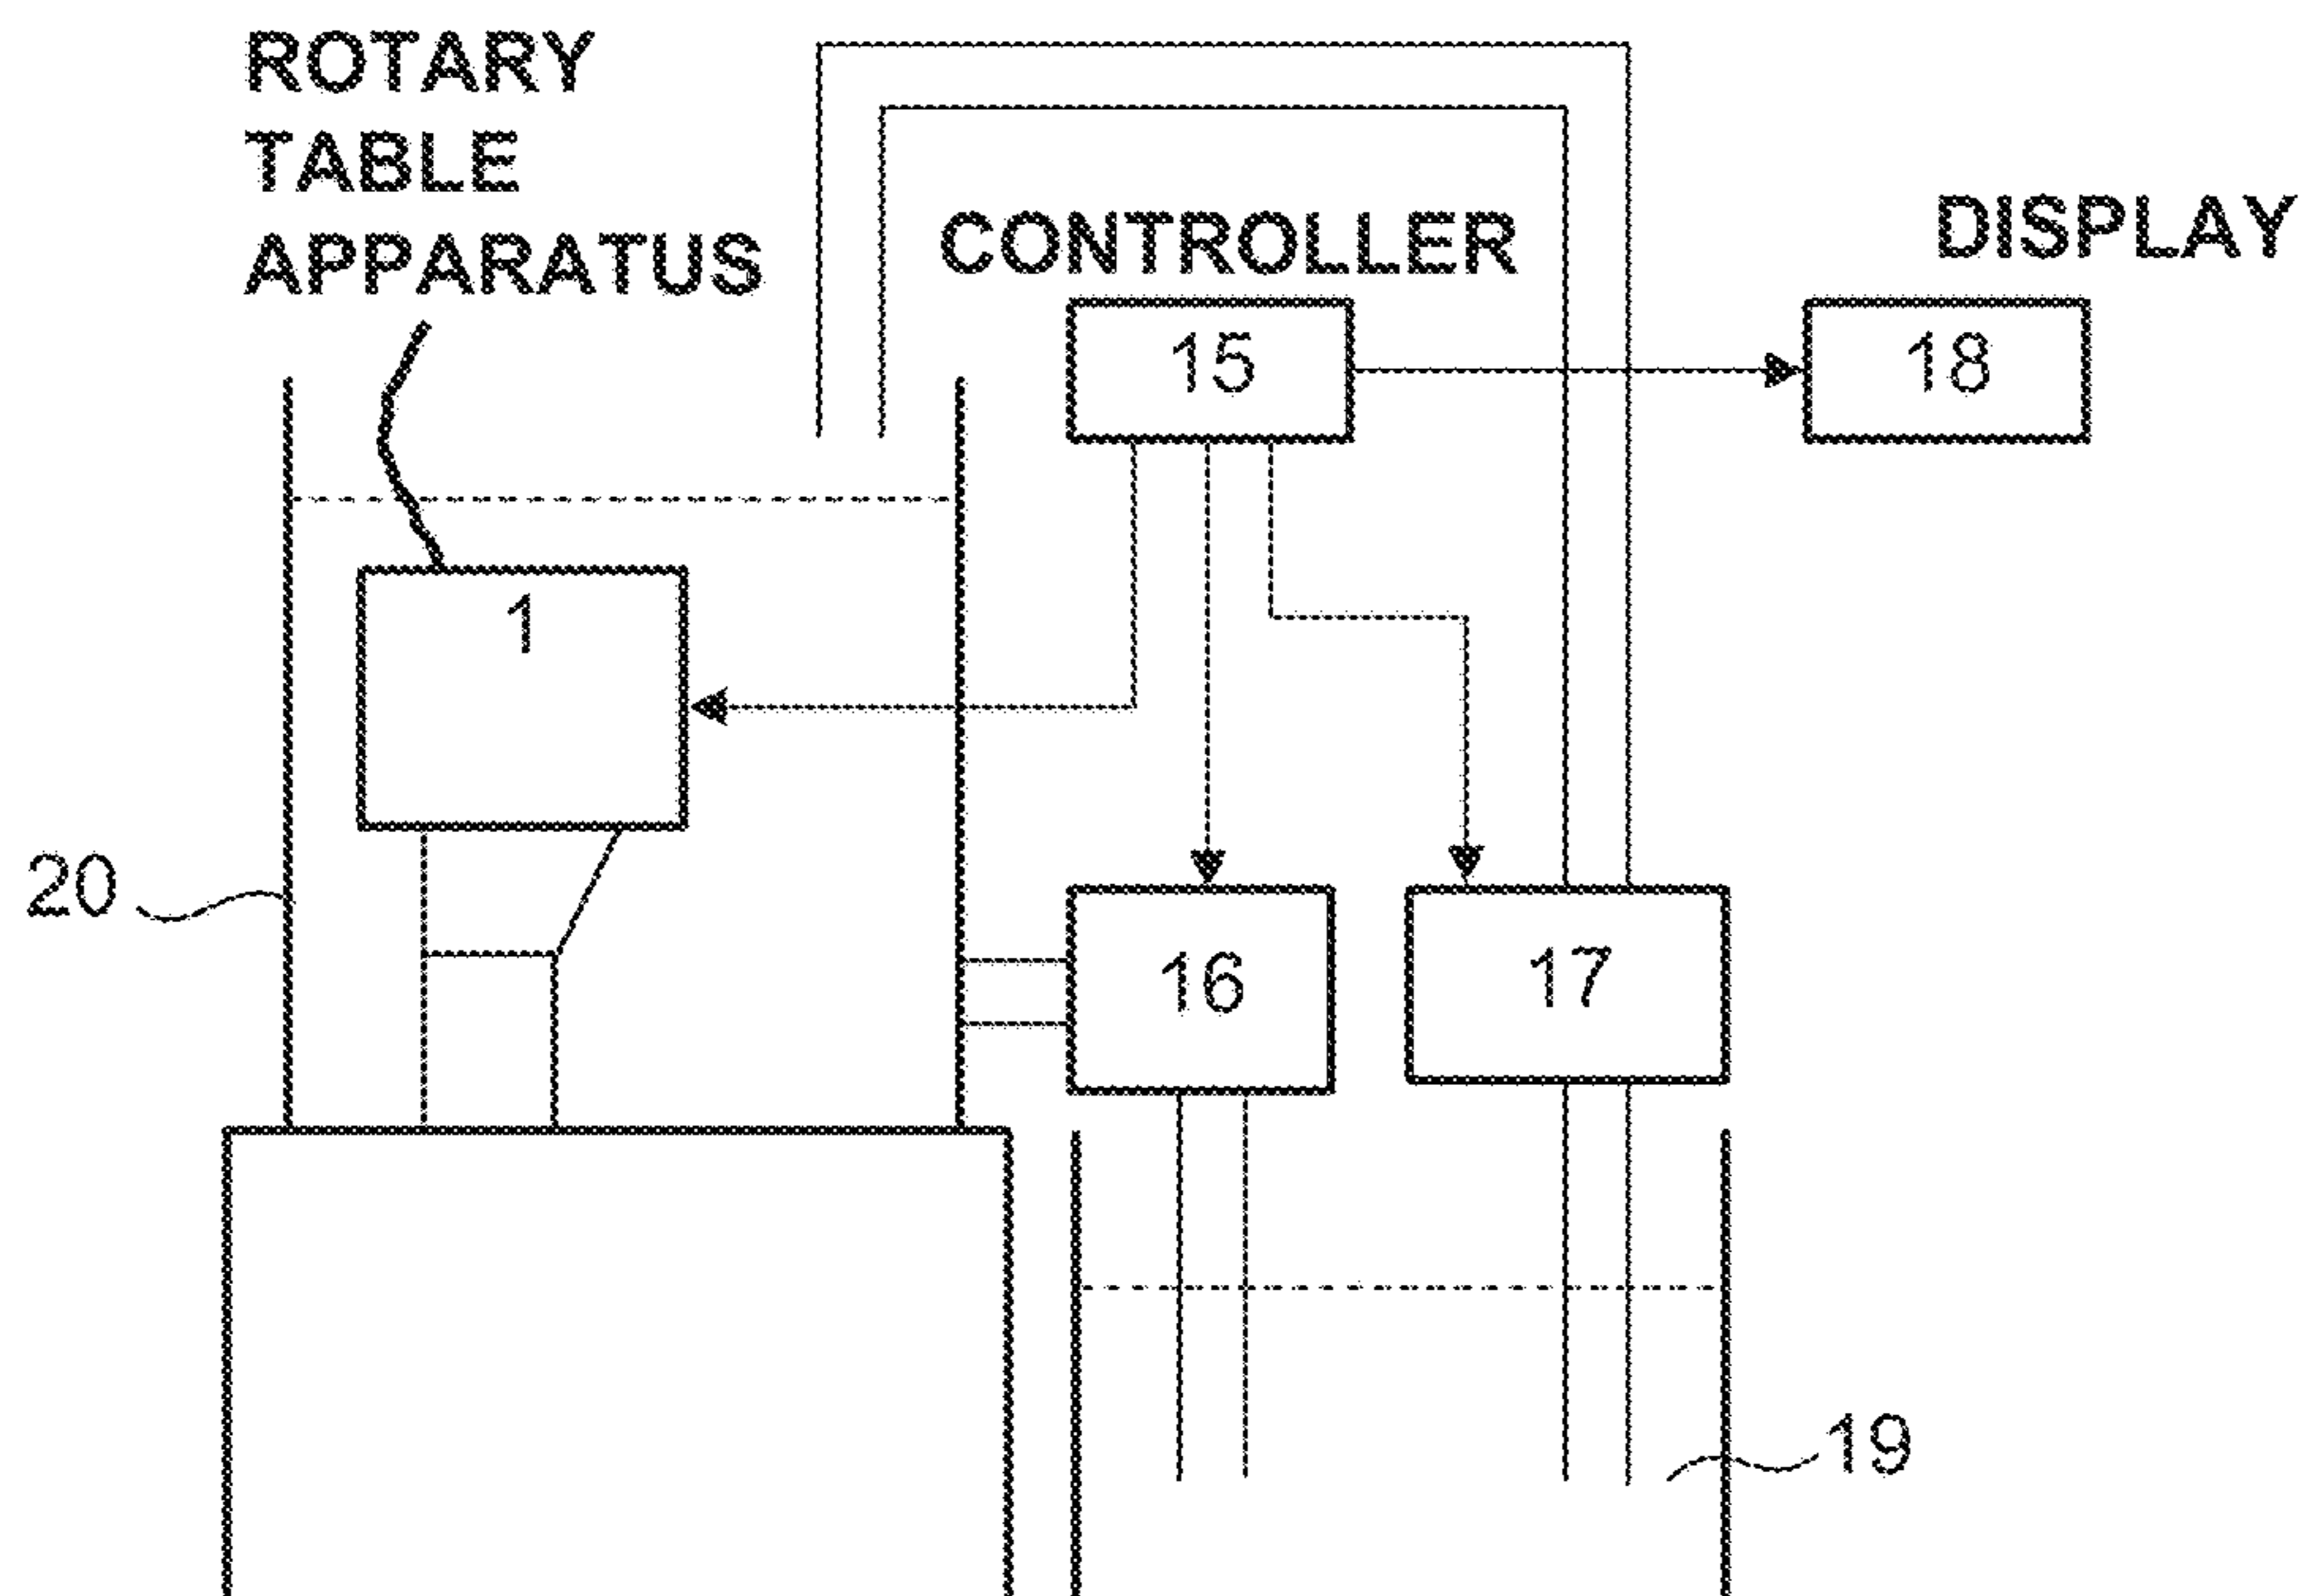 ROTARY
TABLE
APPARATUS
CONTROLLER
DISPLAY
15
18
1
20
16
17
19